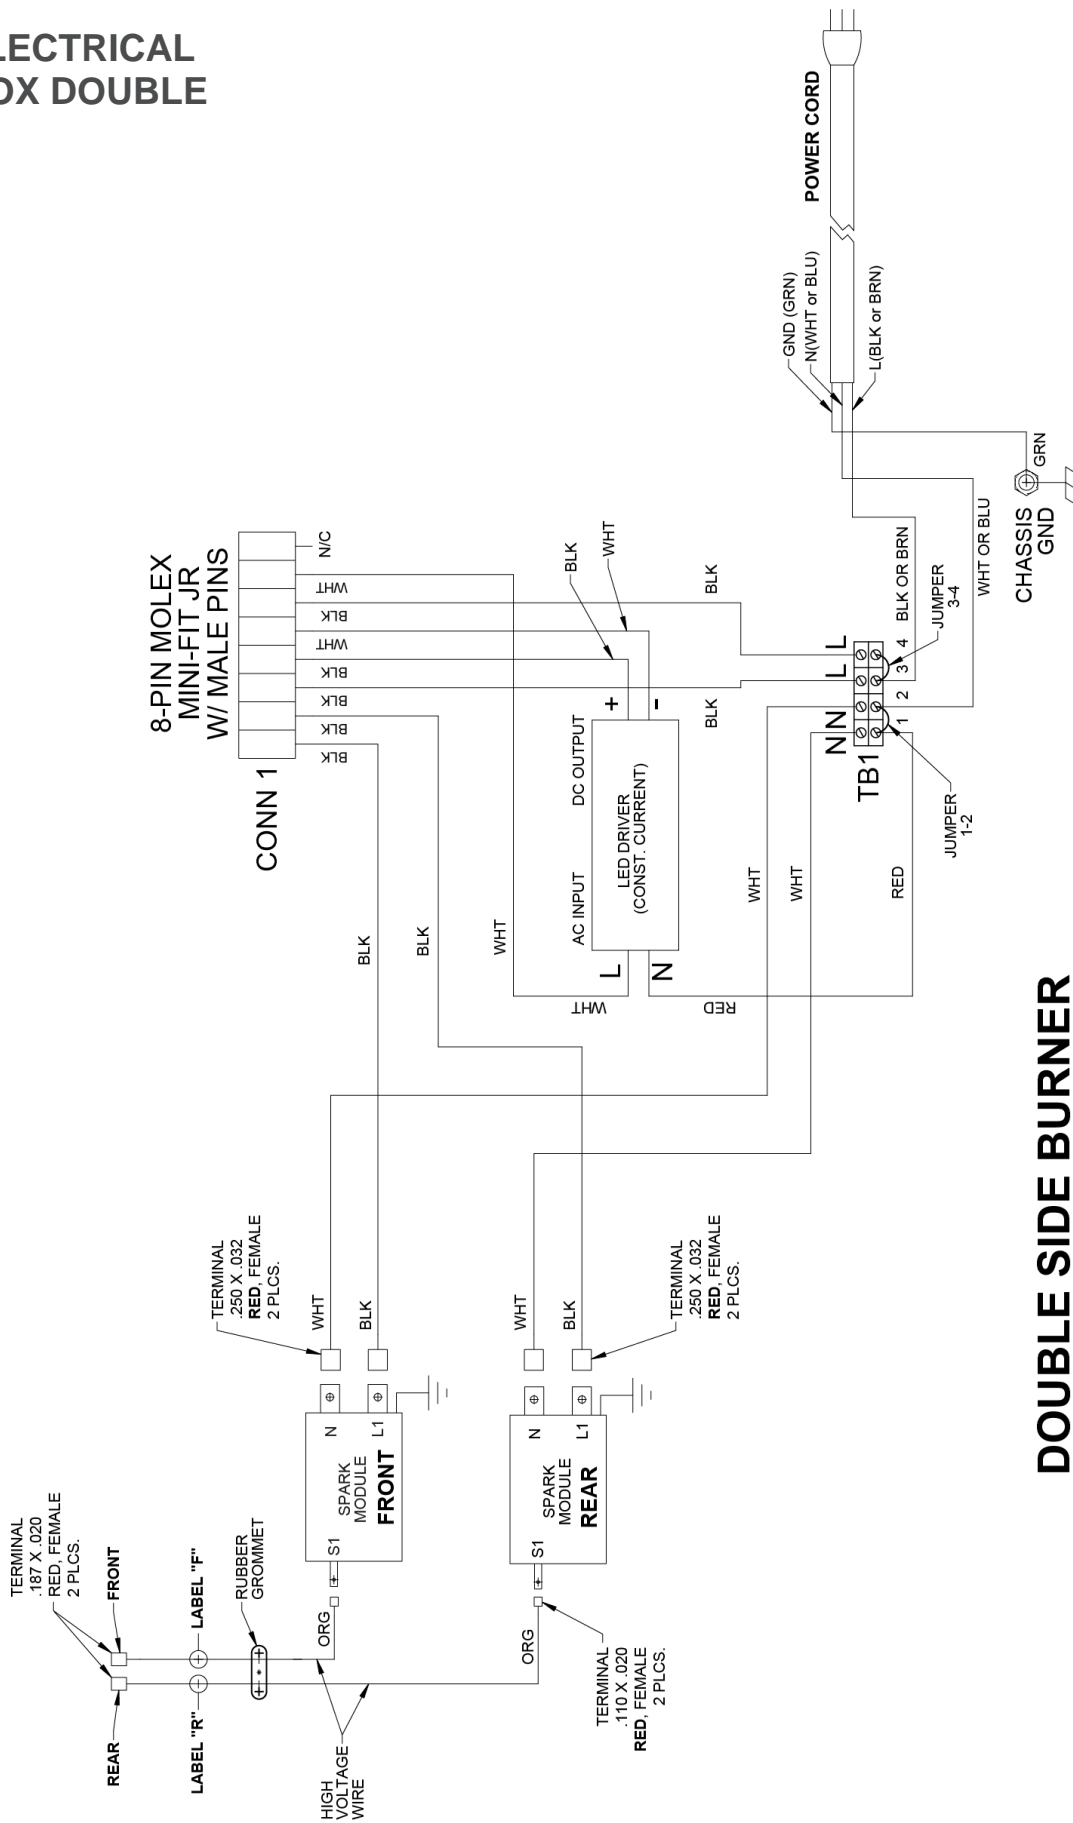 LECTRICAL
OX DOUBLE
POWER CORD
GND (GRN)
N(WHT or BLU)
L(BLK or BRN)
GRN
CHASSIS
GND
WHT OR BLU
BLK OR BRN
JUMPER
3-4
8-PIN MOLEX
MINI-FIT JR
W/ MALE PINS
CONN 1
N/C
WHT
BLK
WHT
BLK
BLK
BLK
BLK
BLK
WHT
BLK
BLK
L
L
N
N
4
3
2
1
TB1
JUMPER
1-2
+
-
DC OUTPUT
LED DRIVER
(CONST. CURRENT)
AC INPUT
L
N
WHT
RED
WHT
WHT
RED
BLK
BLK
WHT
TERMINAL
.250 X .032
RED, FEMALE
2 PLCS.
WHT
BLK
WHT
BLK
TERMINAL
.250 X .032
RED, FEMALE
2 PLCS.
N
L1
SPARK
MODULE
FRONT
S1
N
L1
SPARK
MODULE
REAR
S1
TERMINAL
.187 X .020
RED, FEMALE
2 PLCS.
FRONT
LABEL "F"
RUBBER
GROMMET
ORG
ORG
REAR
LABEL "R"
HIGH
VOLTAGE
WIRE
TERMINAL
.110 X .020
RED, FEMALE
2 PLCS.
DOUBLE SIDE BURNER